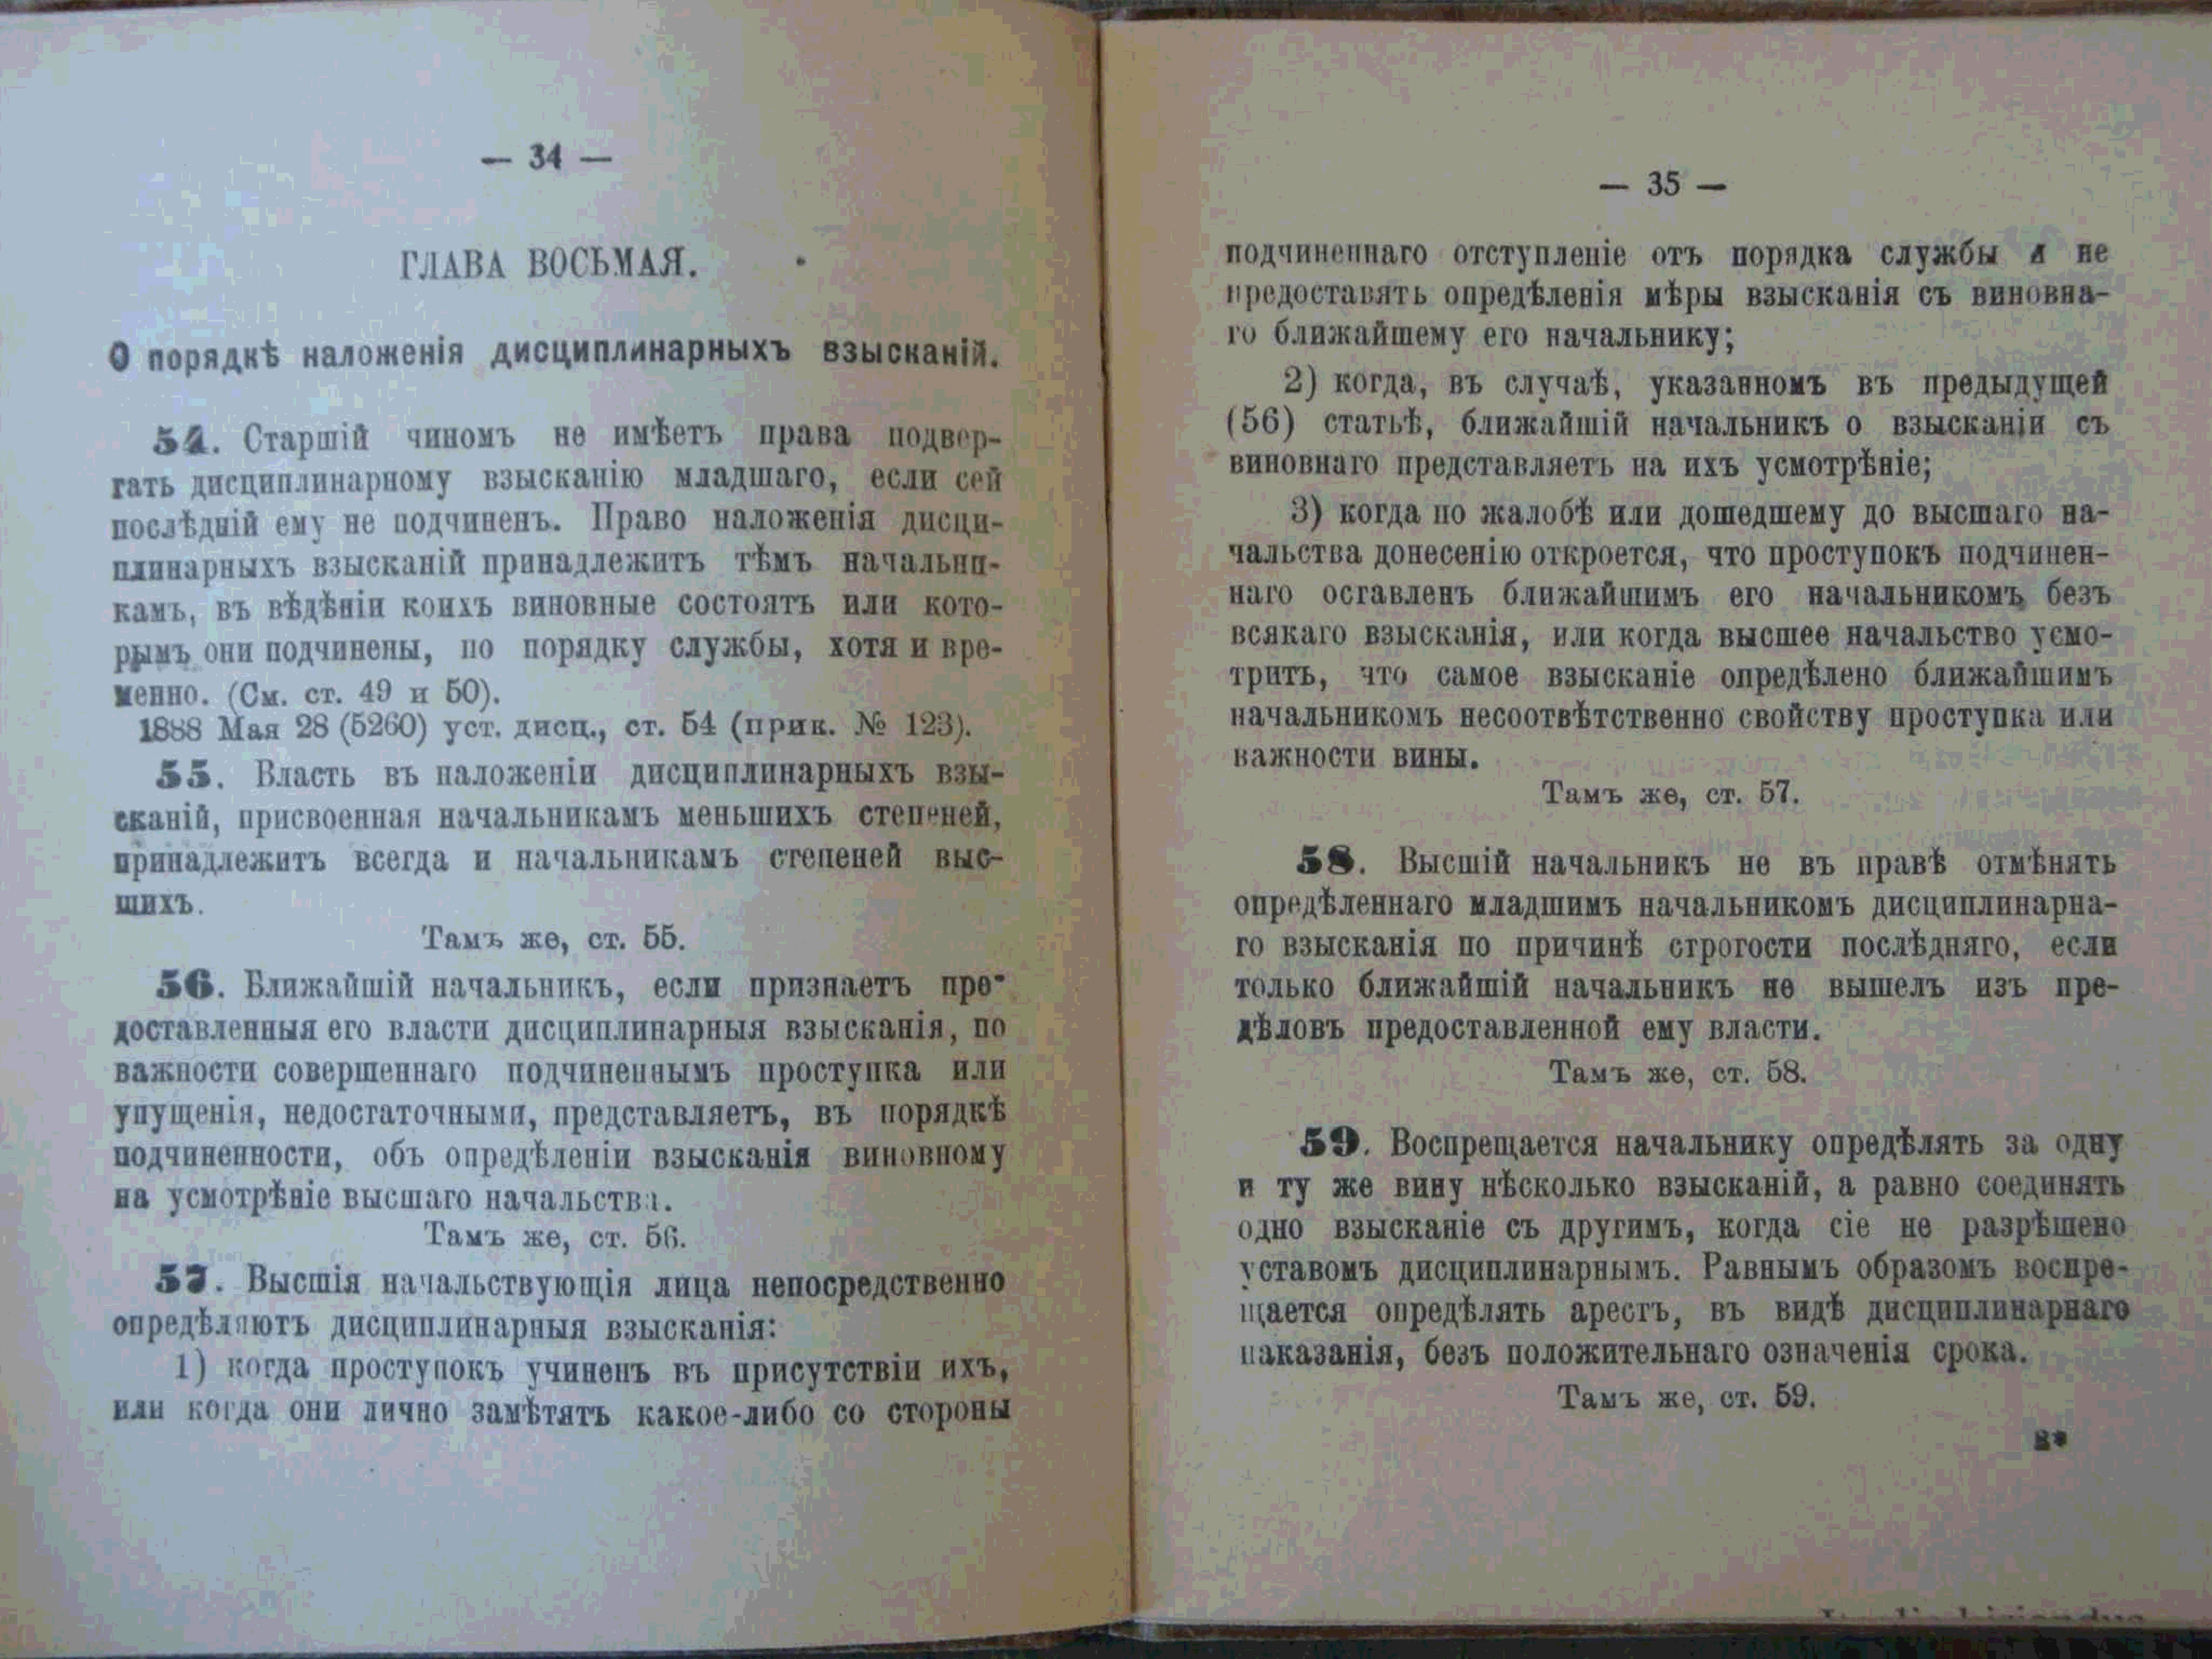 — 34 —
ГЛАВА ВОСЬМАЯ.
О порядкѣ наложенія дисциплинарныхъ взысканій.
54. Старшій чиномъ не имѣетъ права подвер-
гать дисциплинарному взысканію младшаго, если сей
послѣдній ему не подчиненъ. Право наложенія дисци-
плинарныхъ взысканій принадлежитъ тѣмъ начальни-
камъ, въ вѣдѣніи коихъ виновные состоятъ или кото-
рымъ они подчинены, по порядку службы, хотя и вре-
менно. (См. ст. 49 и 50).
1888 Мая 28 (5260) уст. дисц., ст. 54 (прик. № 123).
55. Власть въ наложеніи дисциплинарныхъ взы-
сканій, присвоенная начальникамъ меньшихъ степеней,
принадлежитъ всегда и начальникамъ степеней выс-
шихъ.
Тамъ же, ст. 55.
56. Ближайшій начальникъ, если признаетъ пре-
доставленныя его власти дисциплинарныя взысканія, по
важности совершеннаго подчиненнымъ проступка или
упущенія, недостаточными, представляетъ, въ порядкѣ
подчиненности, объ опредѣленіи взысканія виновному
на усмотрѣніе высшаго начальства.
Тамъ же, ст. 56.
57. Высшія начальствующія лица непосредственно
опредѣляютъ дисциплинарныя взысканія:
1) когда проступокъ учиненъ въ присутствіи ихъ,
или когда они лично замѣтятъ какое-либо со стороны
— 35 —
подчиненнаго отступленіе отъ порядка службы и не
предоставятъ опредѣленія мѣры взысканія съ виновна-
го ближайшему его начальнику;
2) когда, въ случаѣ, указанномъ въ предыдущей
(56) статьѣ, ближайшій начальникъ о взысканіи съ
виновнаго представляетъ на ихъ усмотрѣніе;
3) когда по жалобѣ или дошедшему до высшаго на-
чальства донесенію откроется, что проступокъ подчинен-
наго оставленъ ближайшимъ его начальникомъ безъ
всякаго взысканія, или когда высшее начальство усмо-
тритъ, что самое взысканіе опредѣлено ближайшимъ
начальникомъ несоотвѣтственно свойству проступка или
важности вины.
Тамъ же, ст. 57.
58. Высшій начальникъ не въ правѣ отмѣнять
опредѣленнаго младшимъ начальникомъ дисциплинарна-
го взысканія по причинѣ строгости послѣдняго, если
только ближайшій начальникъ не вышелъ изъ пре-
дѣловъ предоставленной ему власти.
Тамъ же, ст. 58.
59. Воспрещается начальнику опредѣлять за одну
и ту же вину нѣсколько взысканій, а равно соединять
одно взысканіе съ другимъ, когда сіе не разрѣшено
уставомъ дисциплинарнымъ. Равнымъ образомъ воспре-
щается опредѣлять арестъ, въ видѣ дисциплинарнаго
наказанія, безъ положительнаго означенія срока.
Тамъ же, ст. 59.